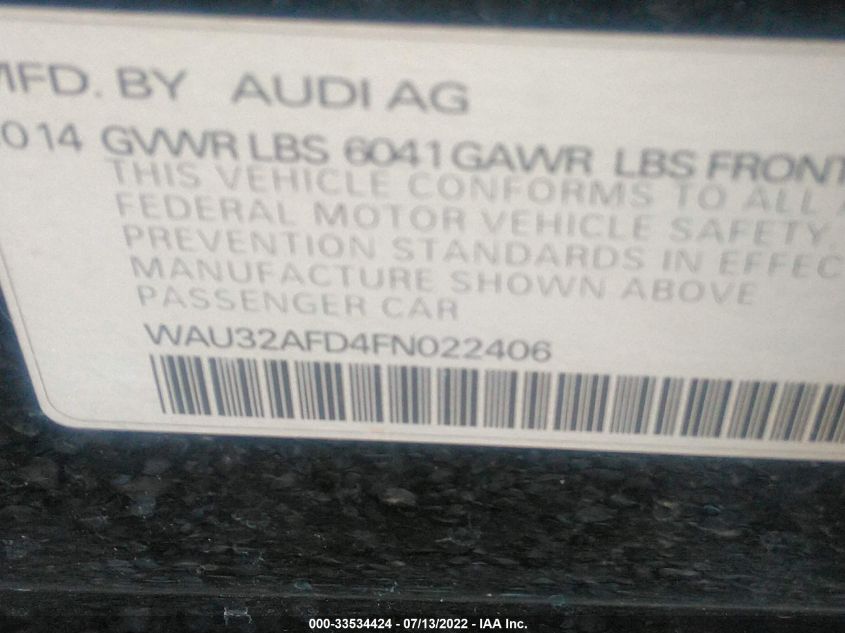 MFD. BY AUDI AG
2014 GVWR LBS 6041 GAWR LBS FRONT
THIS VEHICLE CONFORMS TO ALL A
FEDERAL MOTOR VEHICLE SAFETY,
PREVENTION STANDARDS IN EFFEC
MANUFACTURE SHOWN ABOVE
PASSENGER CAR
WAU32AFD4FN022406
000-33534424 - 07/13/2022 - IAA Inc.